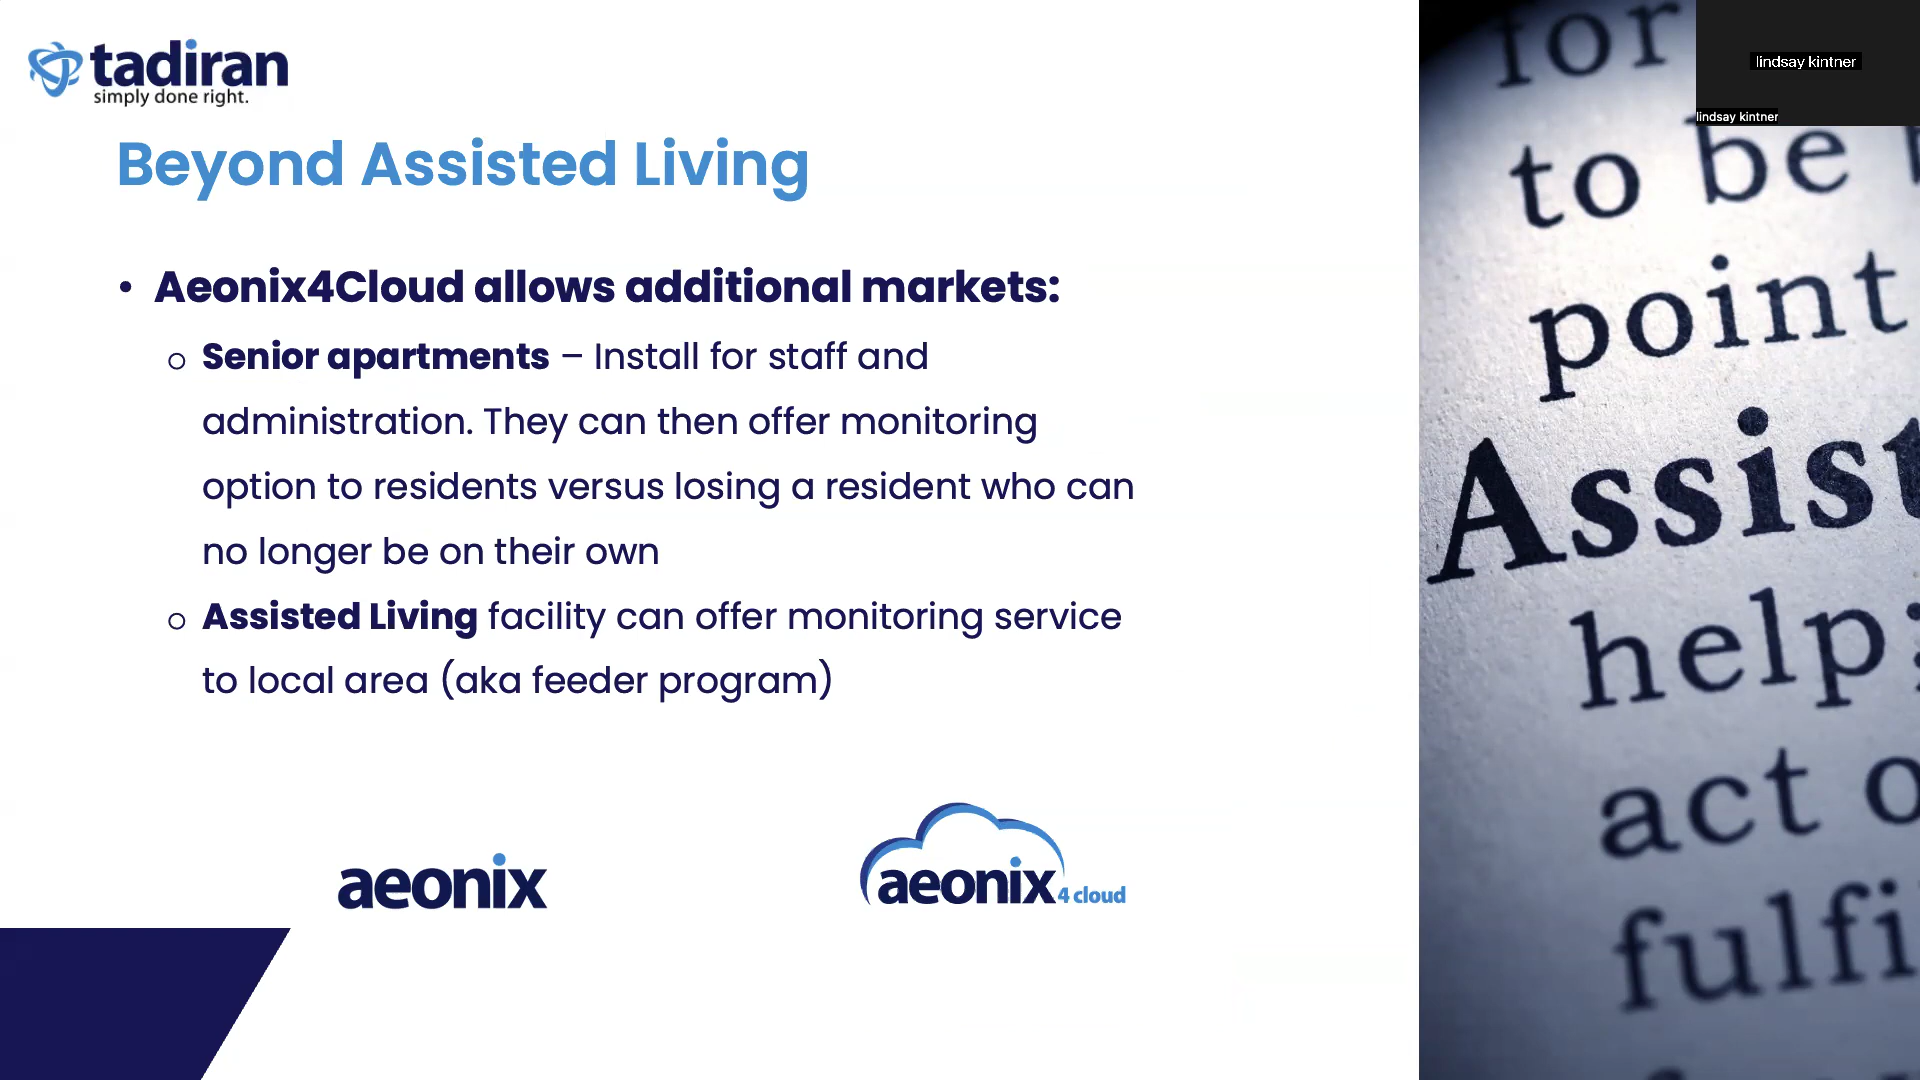 tadiran
simply done right.
Beyond Assisted Living
• Aeonix4Cloud allows additional markets:
o Senior apartments – Install for staff and
administration. They can then offer monitoring
option to residents versus losing a resident who can
no longer be on their own
o Assisted Living facility can offer monitoring service
to local area (aka feeder program)
aeonix
aeonix 4 cloud
lindsay kintner
lindsay kintner
for
to be
point
Assist
help;
act o
fulfi